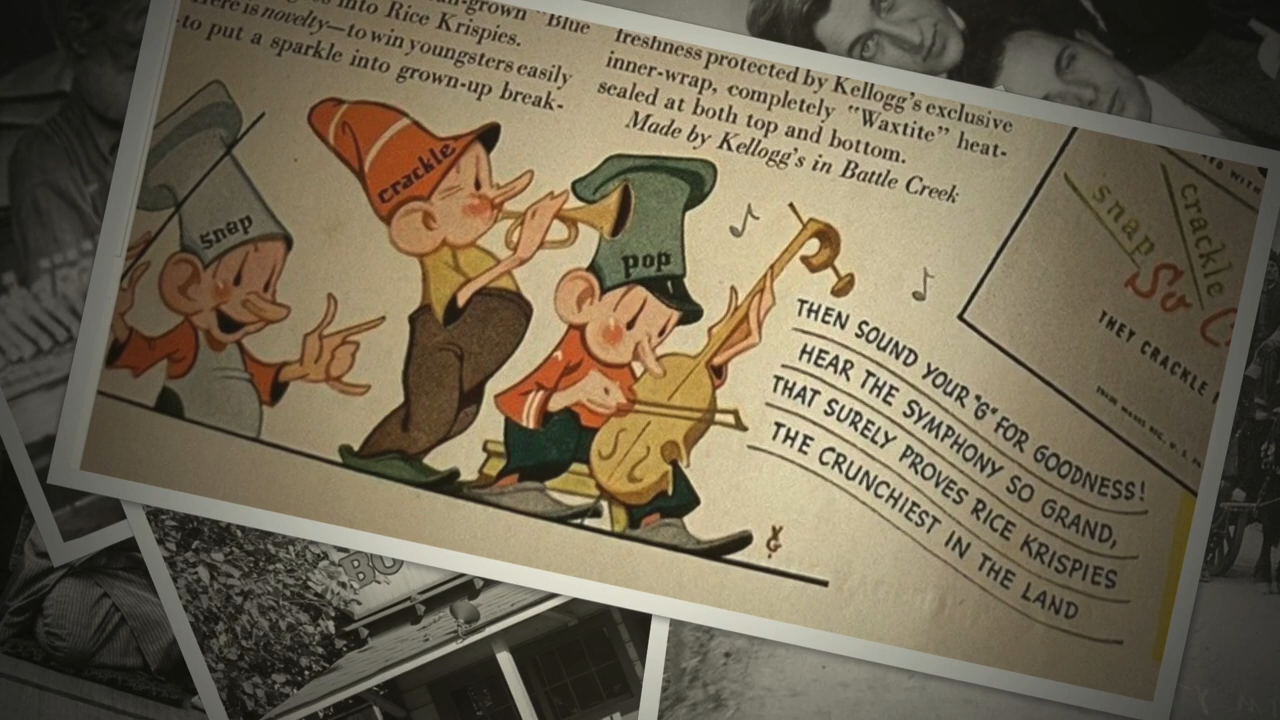 into Rice Krispies.
Here is novelty—to win youngsters easily
—to put a sparkle into grown-up break-
freshness protected by Kellogg's exclusive
inner-wrap, completely "Waxtite" heat-
sealed at both top and bottom.
Made by Kellogg's in Battle Creek
snap
crackle
pop
THEN SOUND YOUR "G" FOR GOODNESS!
HEAR THE SYMPHONY SO GRAND,
THAT SURELY PROVES RICE KRISPIES
THE CRUNCHIEST IN THE LAND
snap
crackle
So
THEY CRACKLE
BO